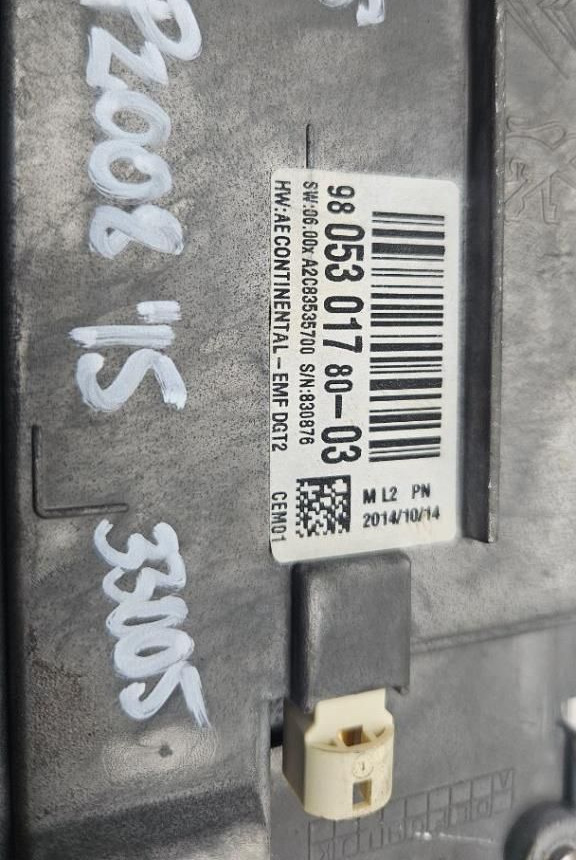 P2008 '15
33005
98 053 017 80-03
SW:06.00x A2C83535700 S/N:830876
HW:AECONTINENTAL-EMF DGT2 CEM01
M L2 PN
2014/10/14